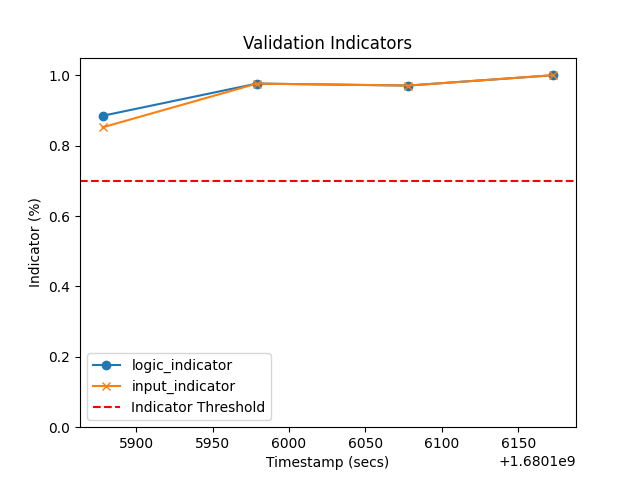 Validation Indicators
Indicator (%)
1.0
0.8
0.6
0.4
0.2
0.0
logic_indicator
input_indicator
Indicator Threshold
5900 5950 6000 6050 6100 6150
Timestamp (secs)
+1.6801e9